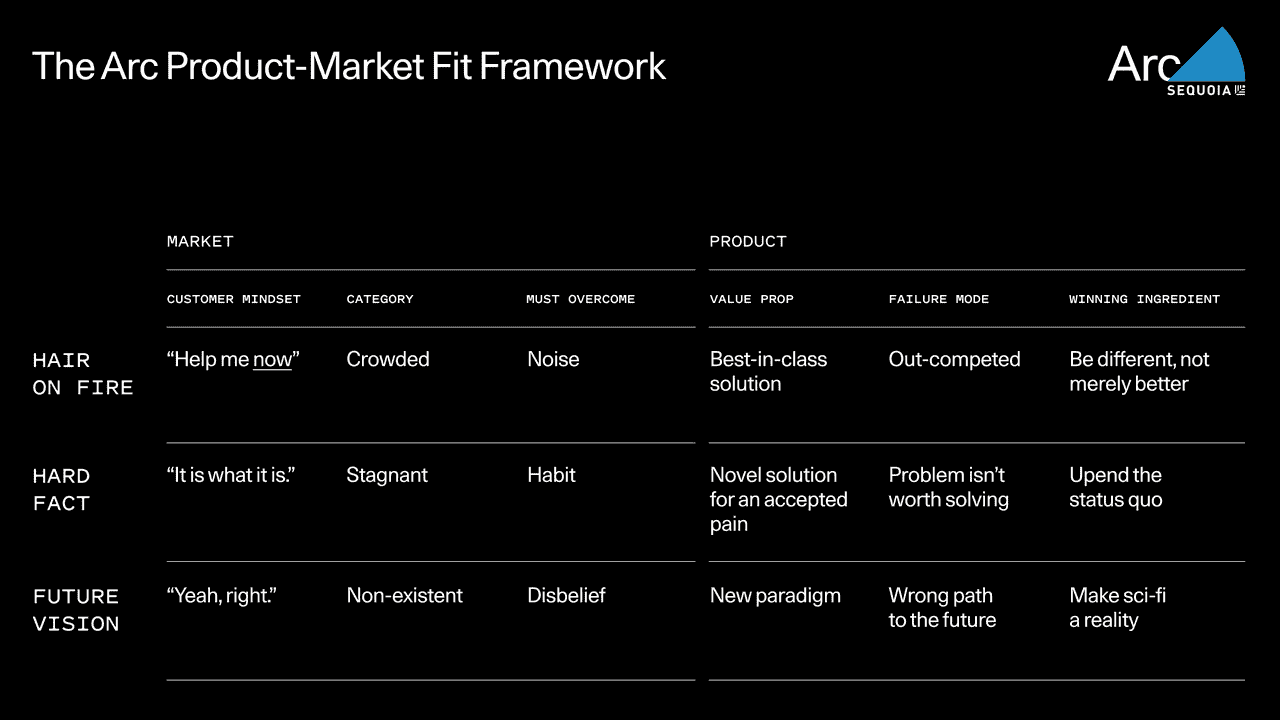 The Arc Product-Market Fit Framework
Arc
SEQUOIA
MARKET
PRODUCT
CUSTOMER MINDSET
CATEGORY
MUST OVERCOME
VALUE PROP
FAILURE MODE
WINNING INGREDIENT
HAIR
ON FIRE
“Help me now”
Crowded
Noise
Best-in-class
solution
Out-competed
Be different, not
merely better
HARD
FACT
“It is what it is.”
Stagnant
Habit
Novel solution
for an accepted
pain
Problem isn’t
worth solving
Upend the
status quo
FUTURE
VISION
“Yeah, right.”
Non-existent
Disbelief
New paradigm
Wrong path
to the future
Make sci-fi
a reality